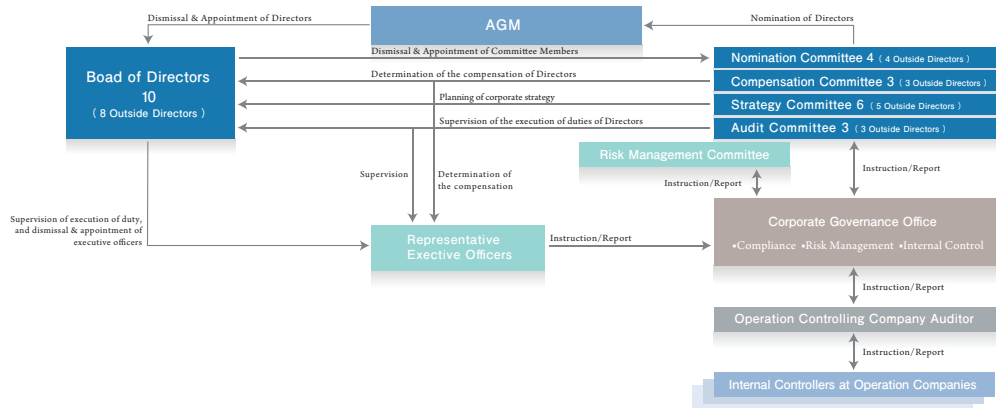 Dismissal & Appointment of Directors
AGM
Nomination of Directors
Boad of Directors
10
( 8 Outside Directors )
Dismissal & Appointment of Committee Members
Determination of the compensation of Directors
Planning of corporate strategy
Supervision of the execution of duties of Directors
Nomination Committee 4 ( 4 Outside Directors )
Compensation Committee 3 ( 3 Outside Directors )
Strategy Committee 6 ( 5 Outside Directors )
Audit Committee 3 ( 3 Outside Directors )
Risk Management Committee
Instruction/Report
Instruction/Report
Supervision
Determination of
the compensation
Supervision of execution of duty,
and dismissal & appointment of
executive officers
Representative
Exective Officers
Instruction/Report
Corporate Governance Office
•Compliance •Risk Management •Internal Control
Instruction/Report
Operation Controlling Company Auditor
Instruction/Report
Internal Controllers at Operation Companies